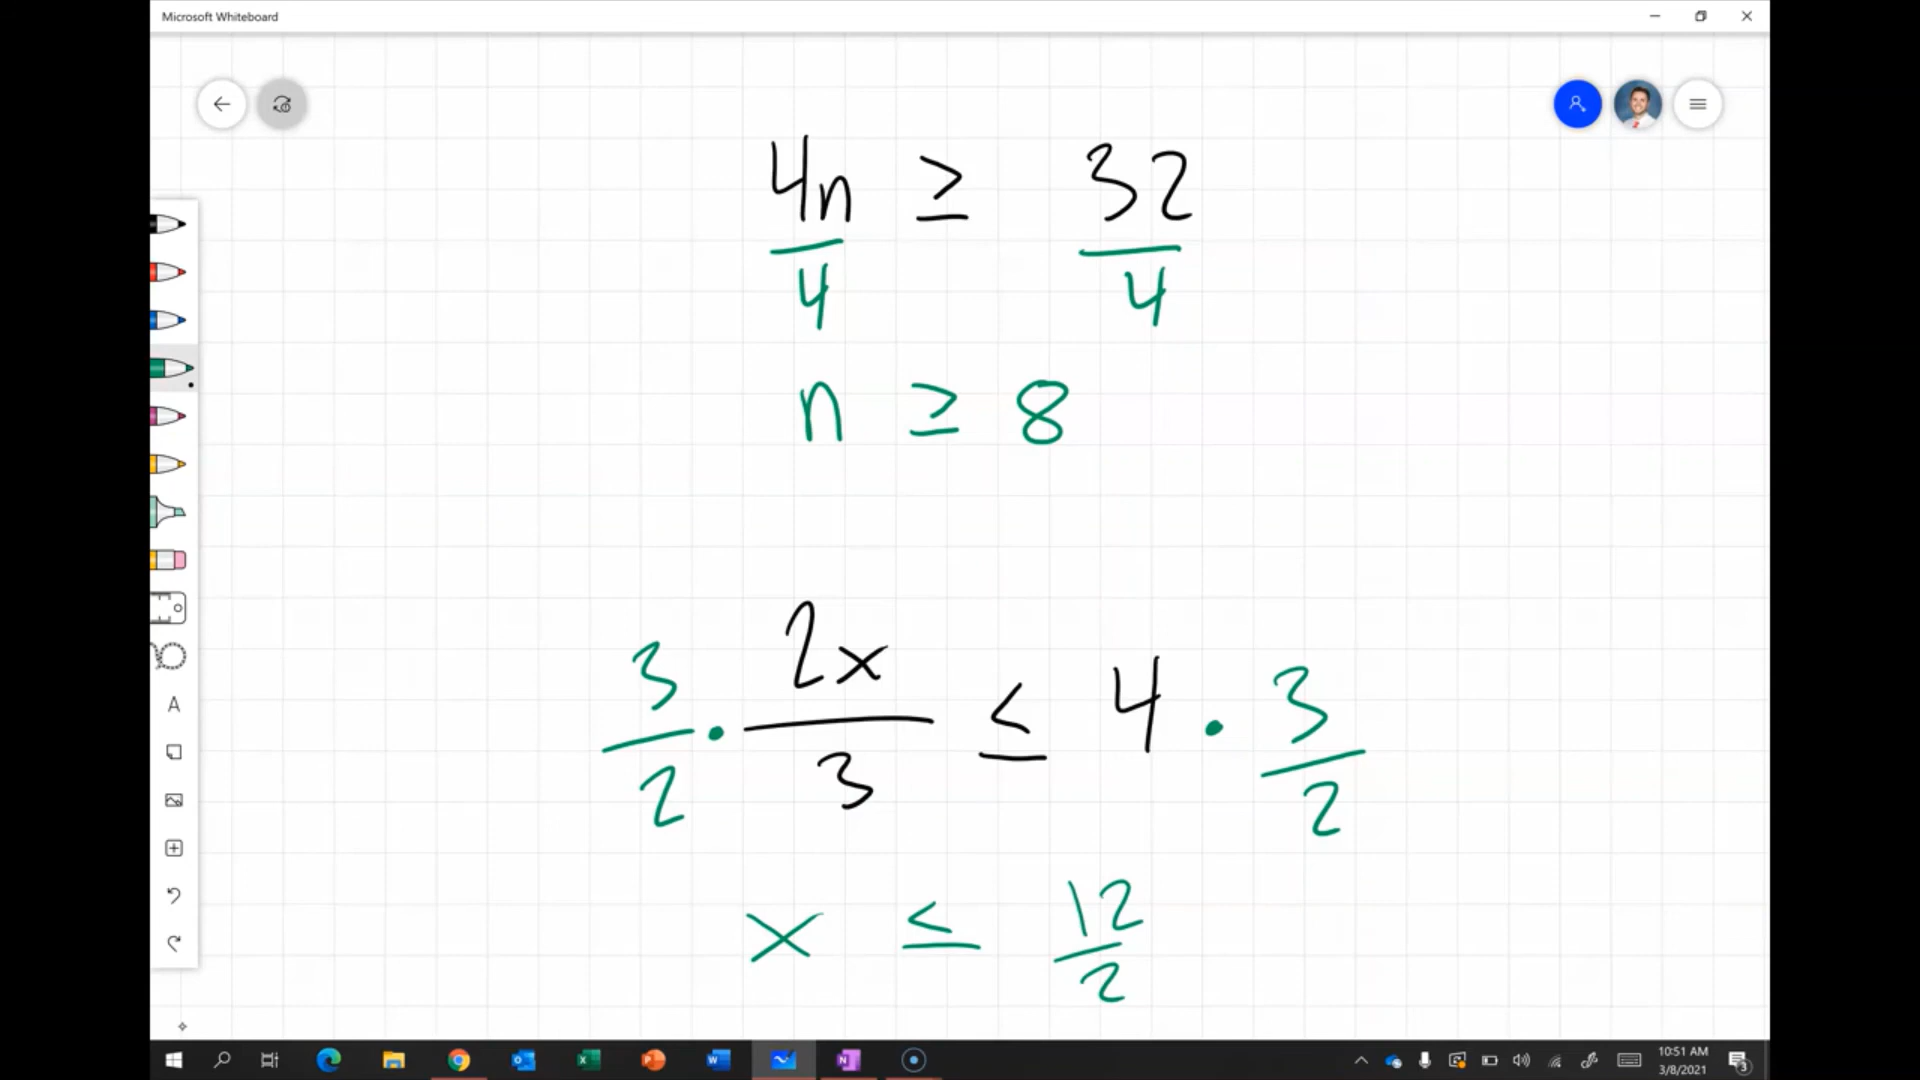 Microsoft Whiteboard
4n ≥ 32
4 4
n ≥ 8
3/2 · 2x/3 ≤ 4 · 3/2
x ≤ 12/2
A
10:51 AM
3/8/2021
3